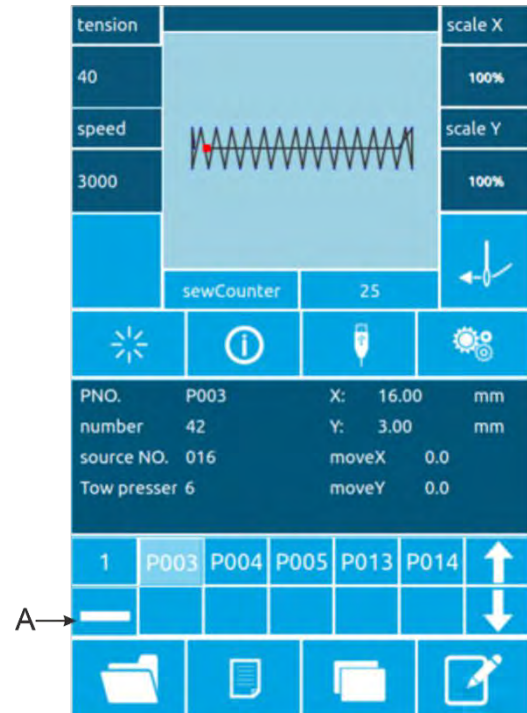 tension
scale X
40
100%
speed
scale Y
3000
100%
sewCounter 25
PNO. P003 X: 16.00 mm
number 42 Y: 3.00 mm
source NO. 016 moveX 0.0
Tow presser 6 moveY 0.0
1 P003 P004 P005 P013 P014
A